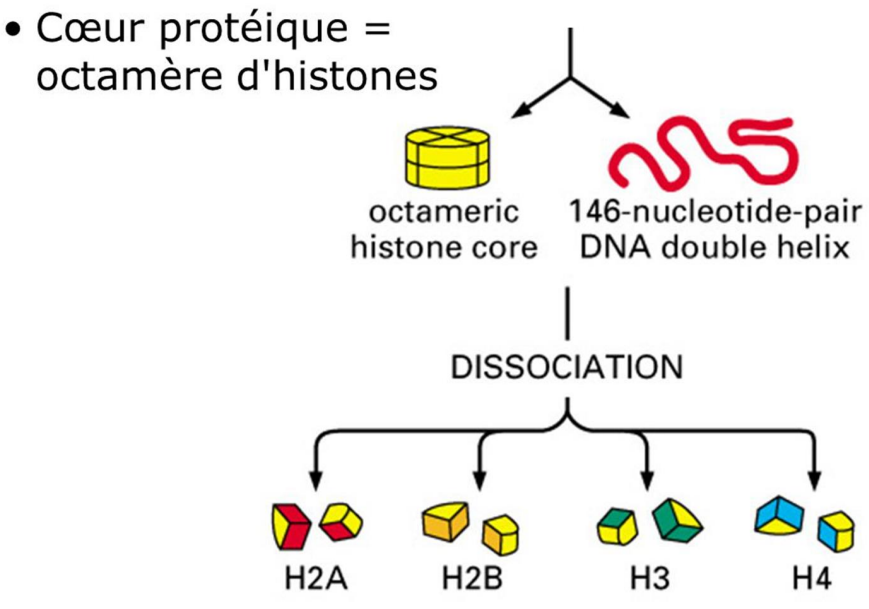 • Cœur protéique =
octamère d'histones
octameric
histone core
146-nucleotide-pair
DNA double helix
DISSOCIATION
H2A
H2B
H3
H4